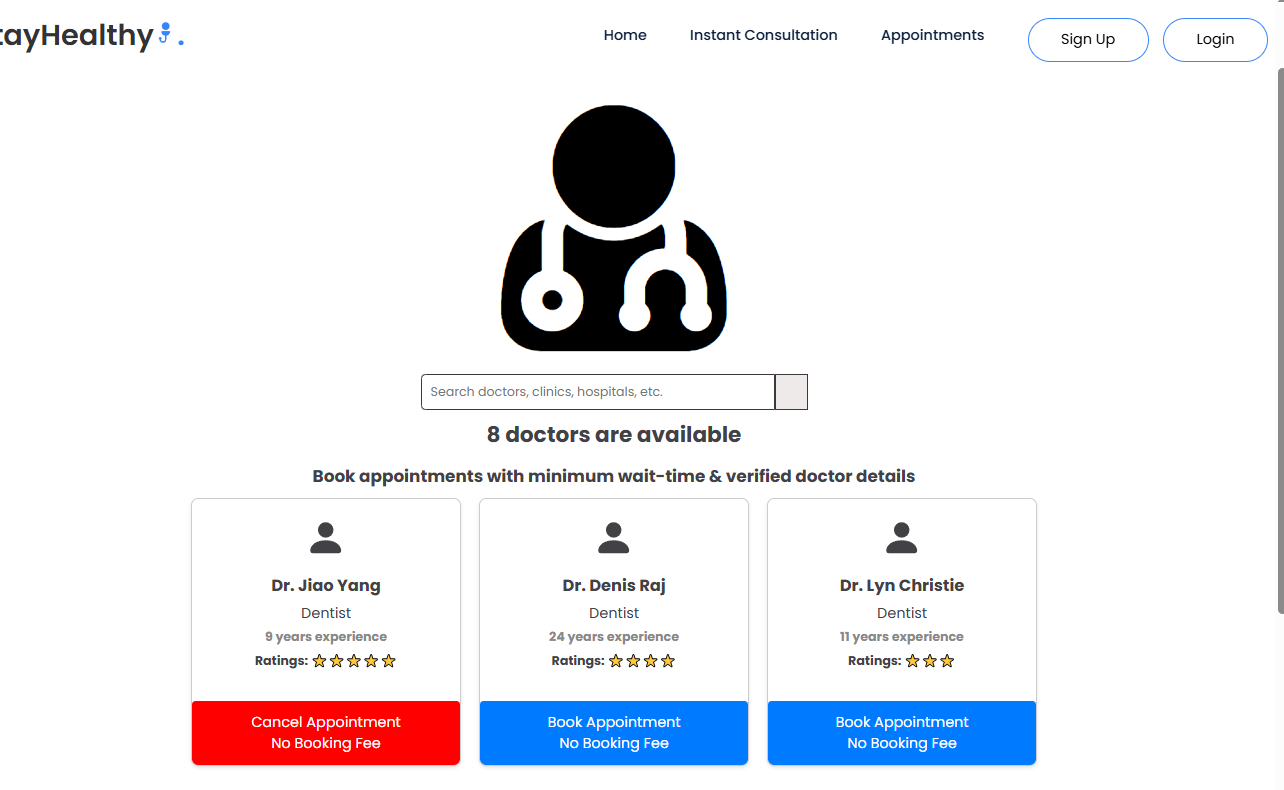 tayHealthy .
Home Instant Consultation Appointments Sign Up Login
Search doctors, clinics, hospitals, etc.
8 doctors are available
Book appointments with minimum wait-time & verified doctor details
Dr. Jiao Yang
Dentist
9 years experience
Ratings:
Cancel Appointment
No Booking Fee
Dr. Denis Raj
Dentist
24 years experience
Ratings:
Book Appointment
No Booking Fee
Dr. Lyn Christie
Dentist
11 years experience
Ratings:
Book Appointment
No Booking Fee